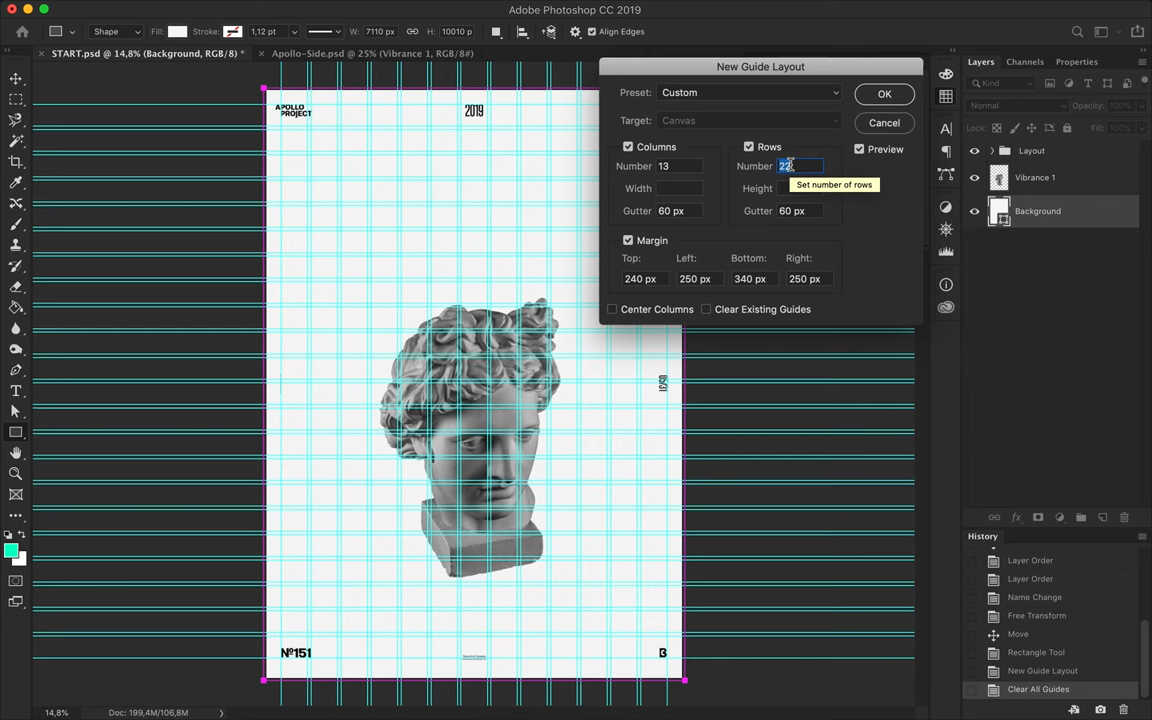 Adobe Photoshop CC 2019
Shape Fill: Stroke: 1,12 pt W: 7110 px H: 10010 p Align Edges
START.psd @ 14,8% (Background, RGB/8) * Apollo-Side.psd @ 25% (Vibrance 1, RGB/8#)
New Guide Layout
Preset: Custom OK
Target: Canvas Cancel
Preview
Columns
Number 13
Width
Gutter 60 px
Rows
Number 22
Set number of rows
Height
Gutter 60 px
Margin
Top: Left: Bottom: Right:
240 px 250 px 340 px 250 px
Center Columns Clear Existing Guides
APOLLO
PROJECT
2019
Nº151
B
Layers Channels Properties
Kind
Normal Opacity: 100%
Lock: Fill: 100%
Layout
Vibrance 1
Background
History
Layer Order
Layer Order
Name Change
Free Transform
Move
Rectangle Tool
New Guide Layout
Clear All Guides
14,8% Doc: 199,4M/106,8M